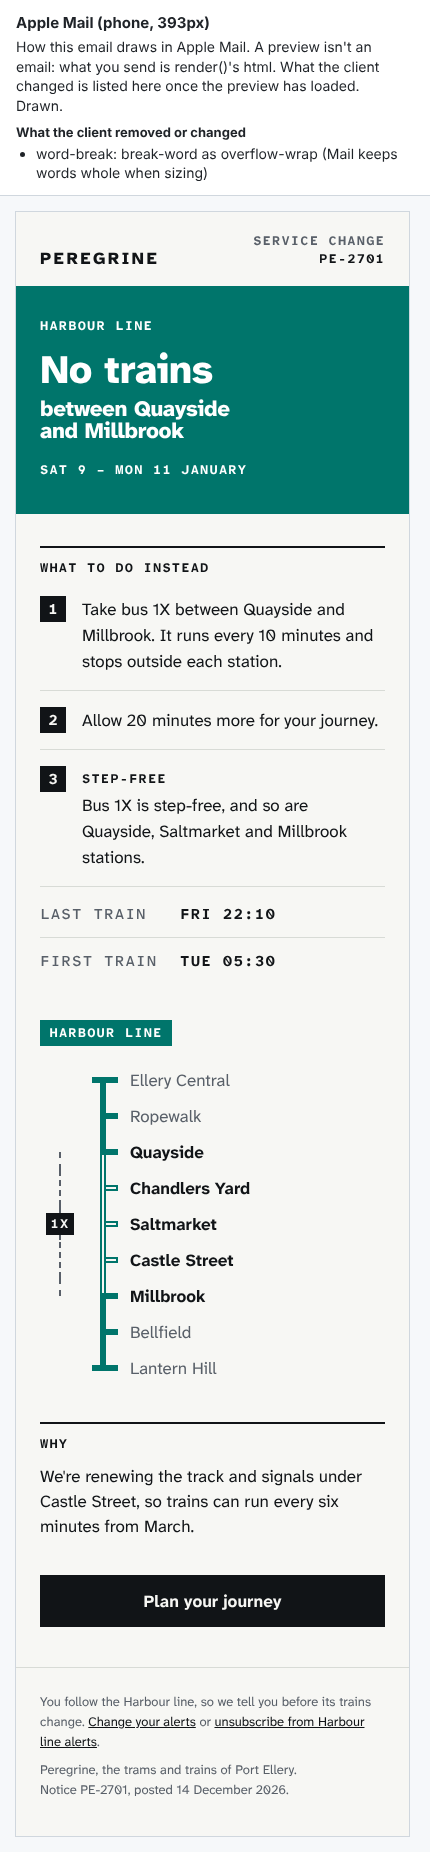 Apple Mail (phone, 393px)
How this email draws in Apple Mail. A preview isn't an
email: what you send is render()'s html. What the client
changed is listed here once the preview has loaded.
Drawn.
What the client removed or changed
• word-break: break-word as overflow-wrap (Mail keeps
words whole when sizing)
PEREGRINE
SERVICE CHANGE
PE-2701
HARBOUR LINE
No trains
between Quayside
and Millbrook
SAT 9 – MON 11 JANUARY
WHAT TO DO INSTEAD
1 Take bus 1X between Quayside and
Millbrook. It runs every 10 minutes and
stops outside each station.
2 Allow 20 minutes more for your journey.
3 STEP-FREE
Bus 1X is step-free, and so are
Quayside, Saltmarket and Millbrook
stations.
LAST TRAIN FRI 22:10
FIRST TRAIN TUE 05:30
HARBOUR LINE
Ellery Central
Ropewalk
Quayside
Chandlers Yard
1X Saltmarket
Castle Street
Millbrook
Bellfield
Lantern Hill
WHY
We're renewing the track and signals under
Castle Street, so trains can run every six
minutes from March.
Plan your journey
You follow the Harbour line, so we tell you before its trains
change. Change your alerts or unsubscribe from Harbour
line alerts.
Peregrine, the trams and trains of Port Ellery.
Notice PE-2701, posted 14 December 2026.